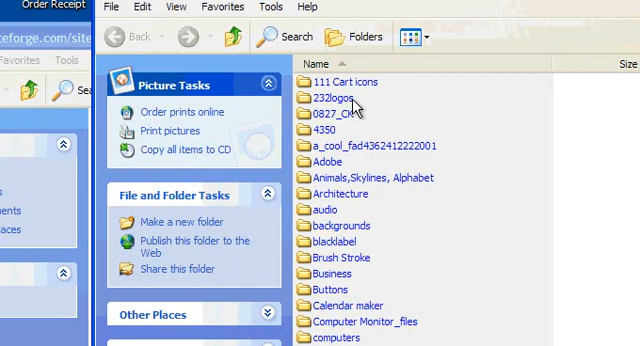 Order Receipt
File Edit View Favorites Tools Help
teforge.com/site
Back Search Folders
Favorites Tools
Name Size
Picture Tasks
Order prints online
Print pictures
Copy all items to CD
File and Folder Tasks
Make a new folder
Publish this folder to the
Web
Share this folder
Other Places
111 Cart icons
232logos
0827_CK
4350
a_cool_fad4362412222001
Adobe
Animals,Skylines, Alphabet
Architecture
audio
backgrounds
blacklabel
Brush Stroke
Business
Buttons
Calendar maker
Computer Monitor_files
computers